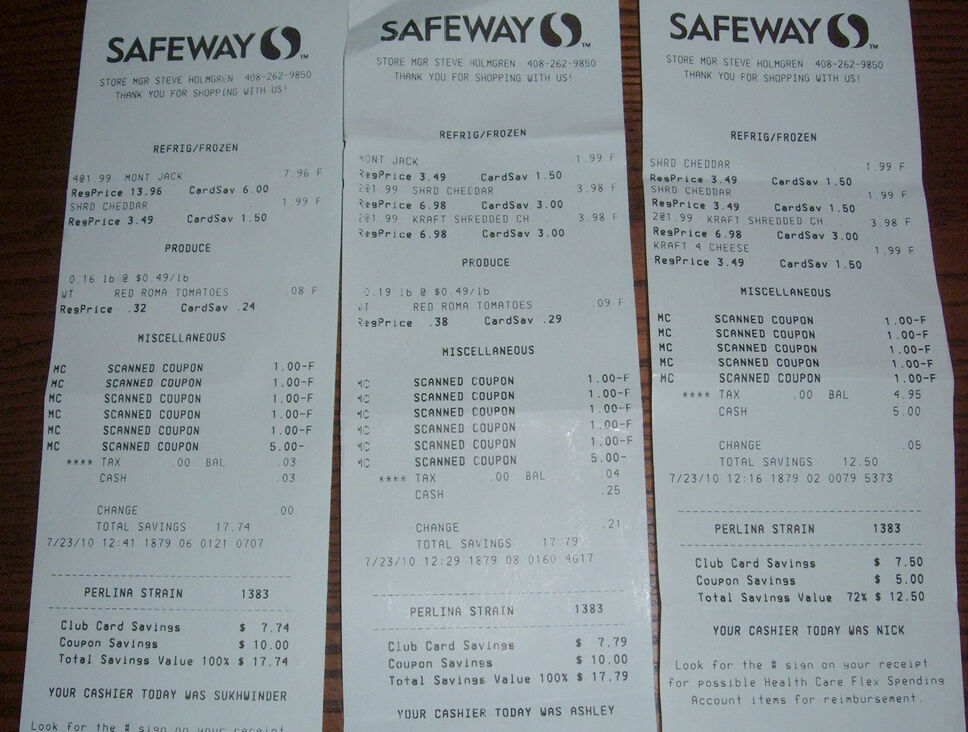 SAFEWAY™
STORE MGR STEVE HOLMGREN 408-262-9850
THANK YOU FOR SHOPPING WITH US!
REFRIG/FROZEN
4@1.99 MONT JACK 7.96 F
RegPrice 13.96 CardSav 6.00
SHRD CHEDDAR 1.99 F
RegPrice 3.49 CardSav 1.50
PRODUCE
0.16 lb @ $0.49/lb
WT RED ROMA TOMATOES .08 F
RegPrice .32 CardSav .24
MISCELLANEOUS
MC SCANNED COUPON 1.00-F
MC SCANNED COUPON 1.00-F
MC SCANNED COUPON 1.00-F
MC SCANNED COUPON 1.00-F
MC SCANNED COUPON 1.00-F
MC SCANNED COUPON 5.00-
**** TAX .00 BAL .03
CASH .03
CHANGE 00
TOTAL SAVINGS 17.74
7/23/10 12:41 1879 06 0121 0707
PERLINA STRAIN 1383
Club Card Savings $ 7.74
Coupon Savings $ 10.00
Total Savings Value 100% $ 17.74
YOUR CASHIER TODAY WAS SUKHWINDER
Look for the # sign on your receipt
SAFEWAY™
STORE MGR STEVE HOLMGREN 408-262-9850
THANK YOU FOR SHOPPING WITH US!
REFRIG/FROZEN
MONT JACK 1.99 F
RegPrice 3.49 CardSav 1.50
2@1.99 SHRD CHEDDAR 3.98 F
RegPrice 6.98 CardSav 3.00
2@1.99 KRAFT SHREDDED CH 3.98 F
RegPrice 6.98 CardSav 3.00
PRODUCE
0.19 lb @ $0.49/lb
WT RED ROMA TOMATOES .09 F
RegPrice .38 CardSav .29
MISCELLANEOUS
MC SCANNED COUPON 1.00-F
MC SCANNED COUPON 1.00-F
MC SCANNED COUPON 1.00-F
MC SCANNED COUPON 1.00-F
MC SCANNED COUPON 1.00-F
MC SCANNED COUPON 5.00-
**** TAX .00 BAL 04
CASH .25
CHANGE .21
TOTAL SAVINGS 17.79
7/23/10 12:29 1879 08 0160 4617
PERLINA STRAIN 1383
Club Card Savings $ 7.79
Coupon Savings $ 10.00
Total Savings Value 100% $ 17.79
YOUR CASHIER TODAY WAS ASHLEY
SAFEWAY™
STORE MGR STEVE HOLMGREN 408-262-9850
THANK YOU FOR SHOPPING WITH US!
REFRIG/FROZEN
SHRD CHEDDAR 1.99 F
RegPrice 3.49 CardSav 1.50
SHRD CHEDDAR 1.99 F
RegPrice 3.49 CardSav 1.50
2@1.99 KRAFT SHREDDED CH 3.98 F
RegPrice 6.98 CardSav 3.00
KRAFT 4 CHEESE 1.99 F
RegPrice 3.49 CardSav 1.50
MISCELLANEOUS
MC SCANNED COUPON 1.00-F
MC SCANNED COUPON 1.00-F
MC SCANNED COUPON 1.00-F
MC SCANNED COUPON 1.00-F
MC SCANNED COUPON 1.00-F
**** TAX .00 BAL 4.95
CASH 5.00
CHANGE .05
TOTAL SAVINGS 12.50
7/23/10 12:16 1879 02 0079 5373
PERLINA STRAIN 1383
Club Card Savings $ 7.50
Coupon Savings $ 5.00
Total Savings Value 72% $ 12.50
YOUR CASHIER TODAY WAS NICK
Look for the # sign on your receipt
for possible Health Care Flex Spending
Account items for reimbursement.